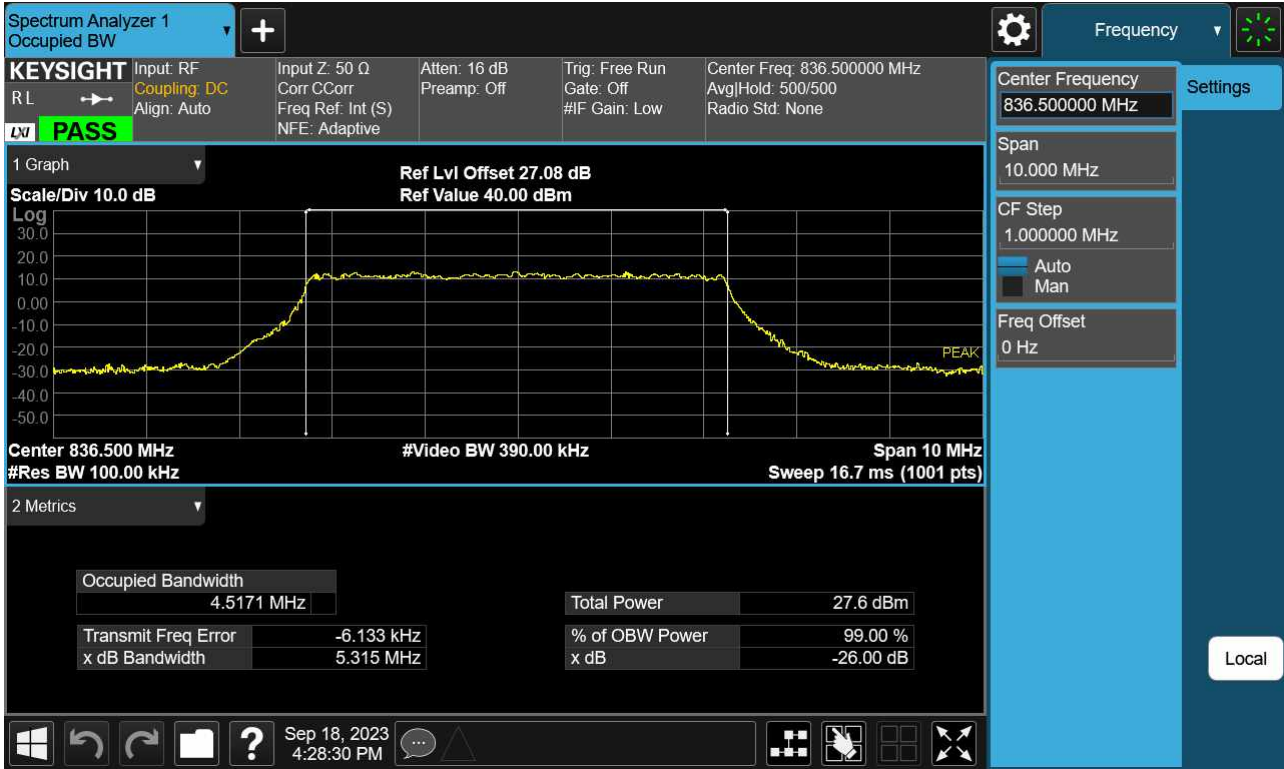 Spectrum Analyzer 1
Occupied BW
Frequency
KEYSIGHT
R L
LXI
PASS
Input: RF
Coupling: DC
Align: Auto
Input Z: 50 Ω
Corr CCorr
Freq Ref: Int (S)
NFE: Adaptive
Atten: 16 dB
Preamp: Off
Trig: Free Run
Gate: Off
#IF Gain: Low
Center Freq: 836.500000 MHz
Avg|Hold: 500/500
Radio Std: None
Center Frequency
836.500000 MHz
Settings
Span
10.000 MHz
CF Step
1.000000 MHz
Auto
Man
Freq Offset
0 Hz
Local
1 Graph
Scale/Div 10.0 dB
Ref Lvl Offset 27.08 dB
Ref Value 40.00 dBm
Log
30.0
20.0
10.0
0.00
-10.0
-20.0
-30.0
-40.0
-50.0
PEAK
Center 836.500 MHz
#Video BW 390.00 kHz
Span 10 MHz
#Res BW 100.00 kHz
Sweep 16.7 ms (1001 pts)
2 Metrics
Occupied Bandwidth
4.5171 MHz
Total Power 27.6 dBm
Transmit Freq Error -6.133 kHz
% of OBW Power 99.00 %
x dB Bandwidth 5.315 MHz
x dB -26.00 dB
?
Sep 18, 2023
4:28:30 PM